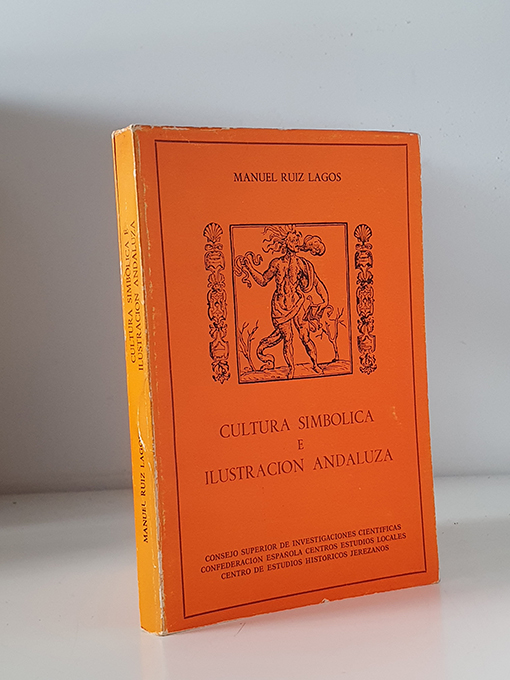 MANUEL RUIZ LAGOS
CULTURA SIMBOLICA
E
ILUSTRACION ANDALUZA
CONSEJO SUPERIOR DE INVESTIGACIONES CIENTIFICAS
CONFEDERACION ESPAÑOLA CENTROS ESTUDIOS LOCALES
CENTRO DE ESTUDIOS HISTORICOS JEREZANOS
MANUEL RUIZ LAGOS
CULTURA SIMBOLICA E
ILUSTRACION ANDALUZA